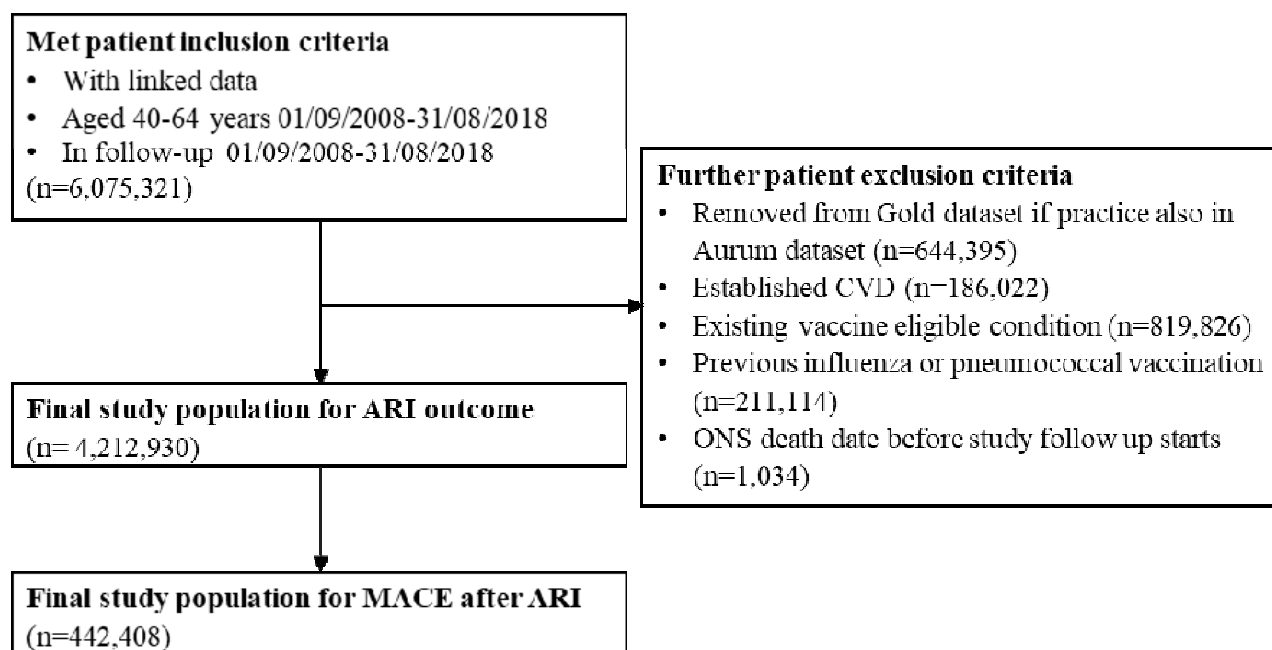 Met patient inclusion criteria
• With linked data
• Aged 40-64 years 01/09/2008-31/08/2018
• In follow-up 01/09/2008-31/08/2018
(n=6,075,321)
Further patient exclusion criteria
• Removed from Gold dataset if practice also in
Aurum dataset (n=644,395)
• Established CVD (n=186,022)
• Existing vaccine eligible condition (n=819,826)
• Previous influenza or pneumococcal vaccination
(n=211,114)
• ONS death date before study follow up starts
(n=1,034)
Final study population for ARI outcome
(n= 4,212,930)
Final study population for MACE after ARI
(n=442,408)